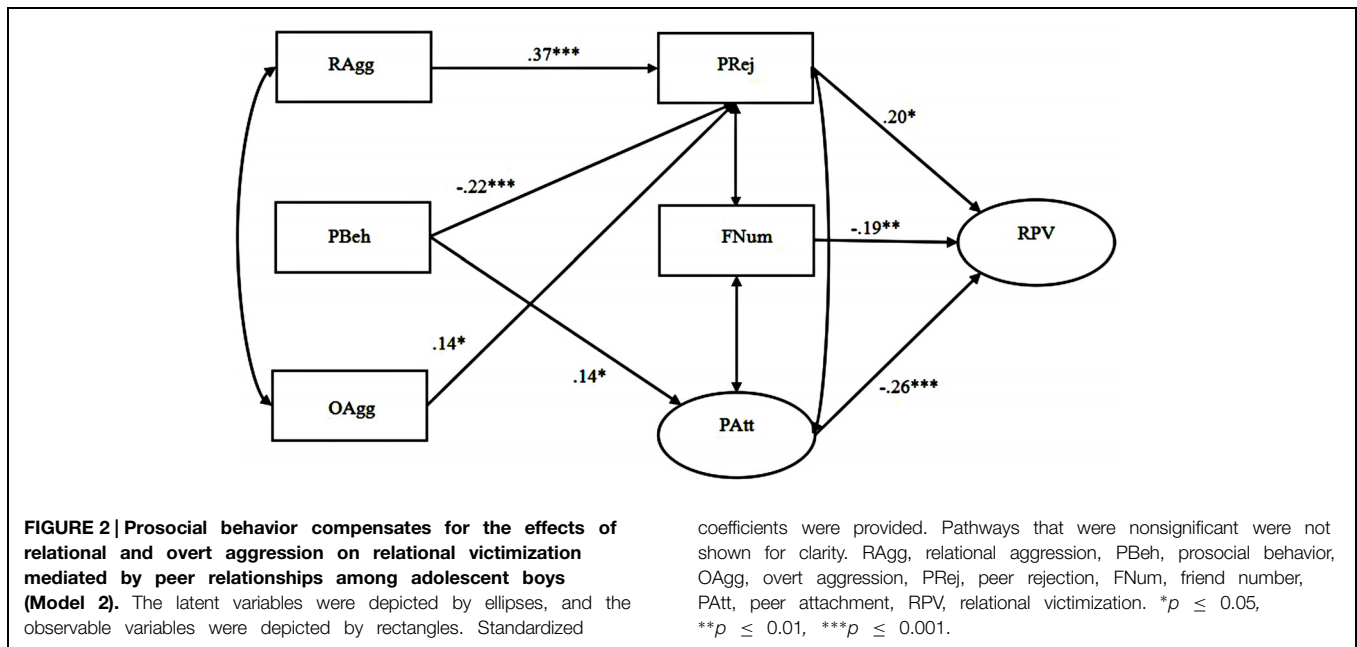 RAgg
.37***
PRej
.20*
-.22***
PBeh
FNum
-.19**
RPV
.14*
.14*
OAgg
PAtt
-.26***
FIGURE 2 | Prosocial behavior compensates for the effects of
relational and overt aggression on relational victimization
mediated by peer relationships among adolescent boys
(Model 2). The latent variables were depicted by ellipses, and the
observable variables were depicted by rectangles. Standardized
coefficients were provided. Pathways that were nonsignificant were not
shown for clarity. RAgg, relational aggression, PBeh, prosocial behavior,
OAgg, overt aggression, PRej, peer rejection, FNum, friend number,
PAtt, peer attachment, RPV, relational victimization. *p ≤ 0.05,
**p ≤ 0.01, ***p ≤ 0.001.